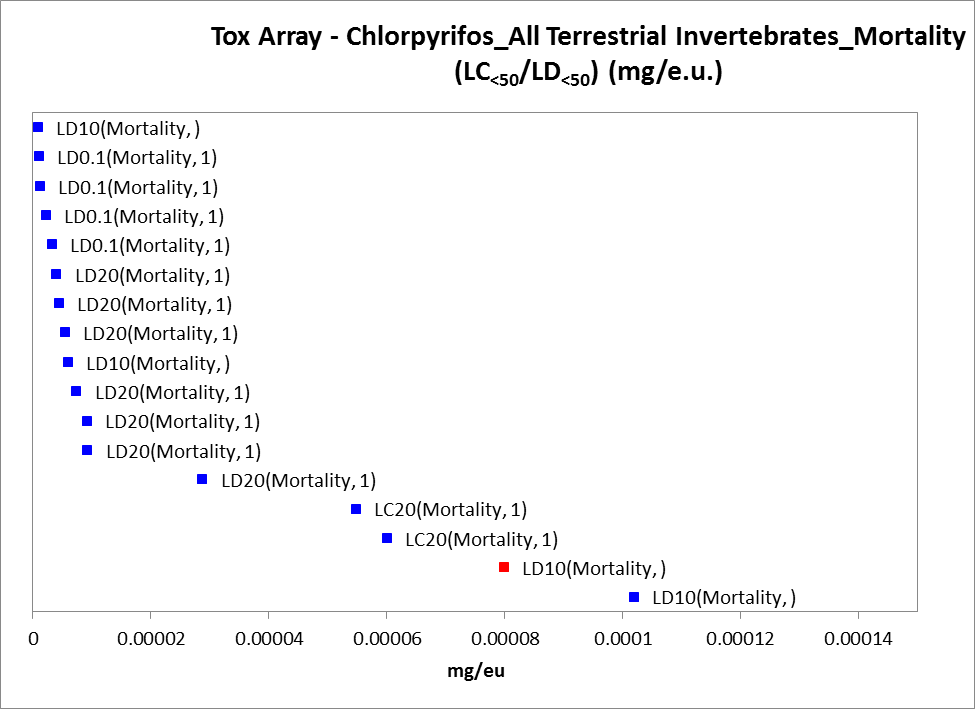 Tox Array - Chlorpyrifos_All Terrestrial Invertebrates_Mortality
(LC<50/LD<50) (mg/e.u.)
LD10(Mortality, )
LD0.1(Mortality, 1)
LD0.1(Mortality, 1)
LD0.1(Mortality, 1)
LD0.1(Mortality, 1)
LD20(Mortality, 1)
LD20(Mortality, 1)
LD20(Mortality, 1)
LD10(Mortality, )
LD20(Mortality, 1)
LD20(Mortality, 1)
LD20(Mortality, 1)
LD20(Mortality, 1)
LC20(Mortality, 1)
LC20(Mortality, 1)
LD10(Mortality, )
LD10(Mortality, )
0 0.00002 0.00004 0.00006 0.00008 0.0001 0.00012 0.00014
mg/eu